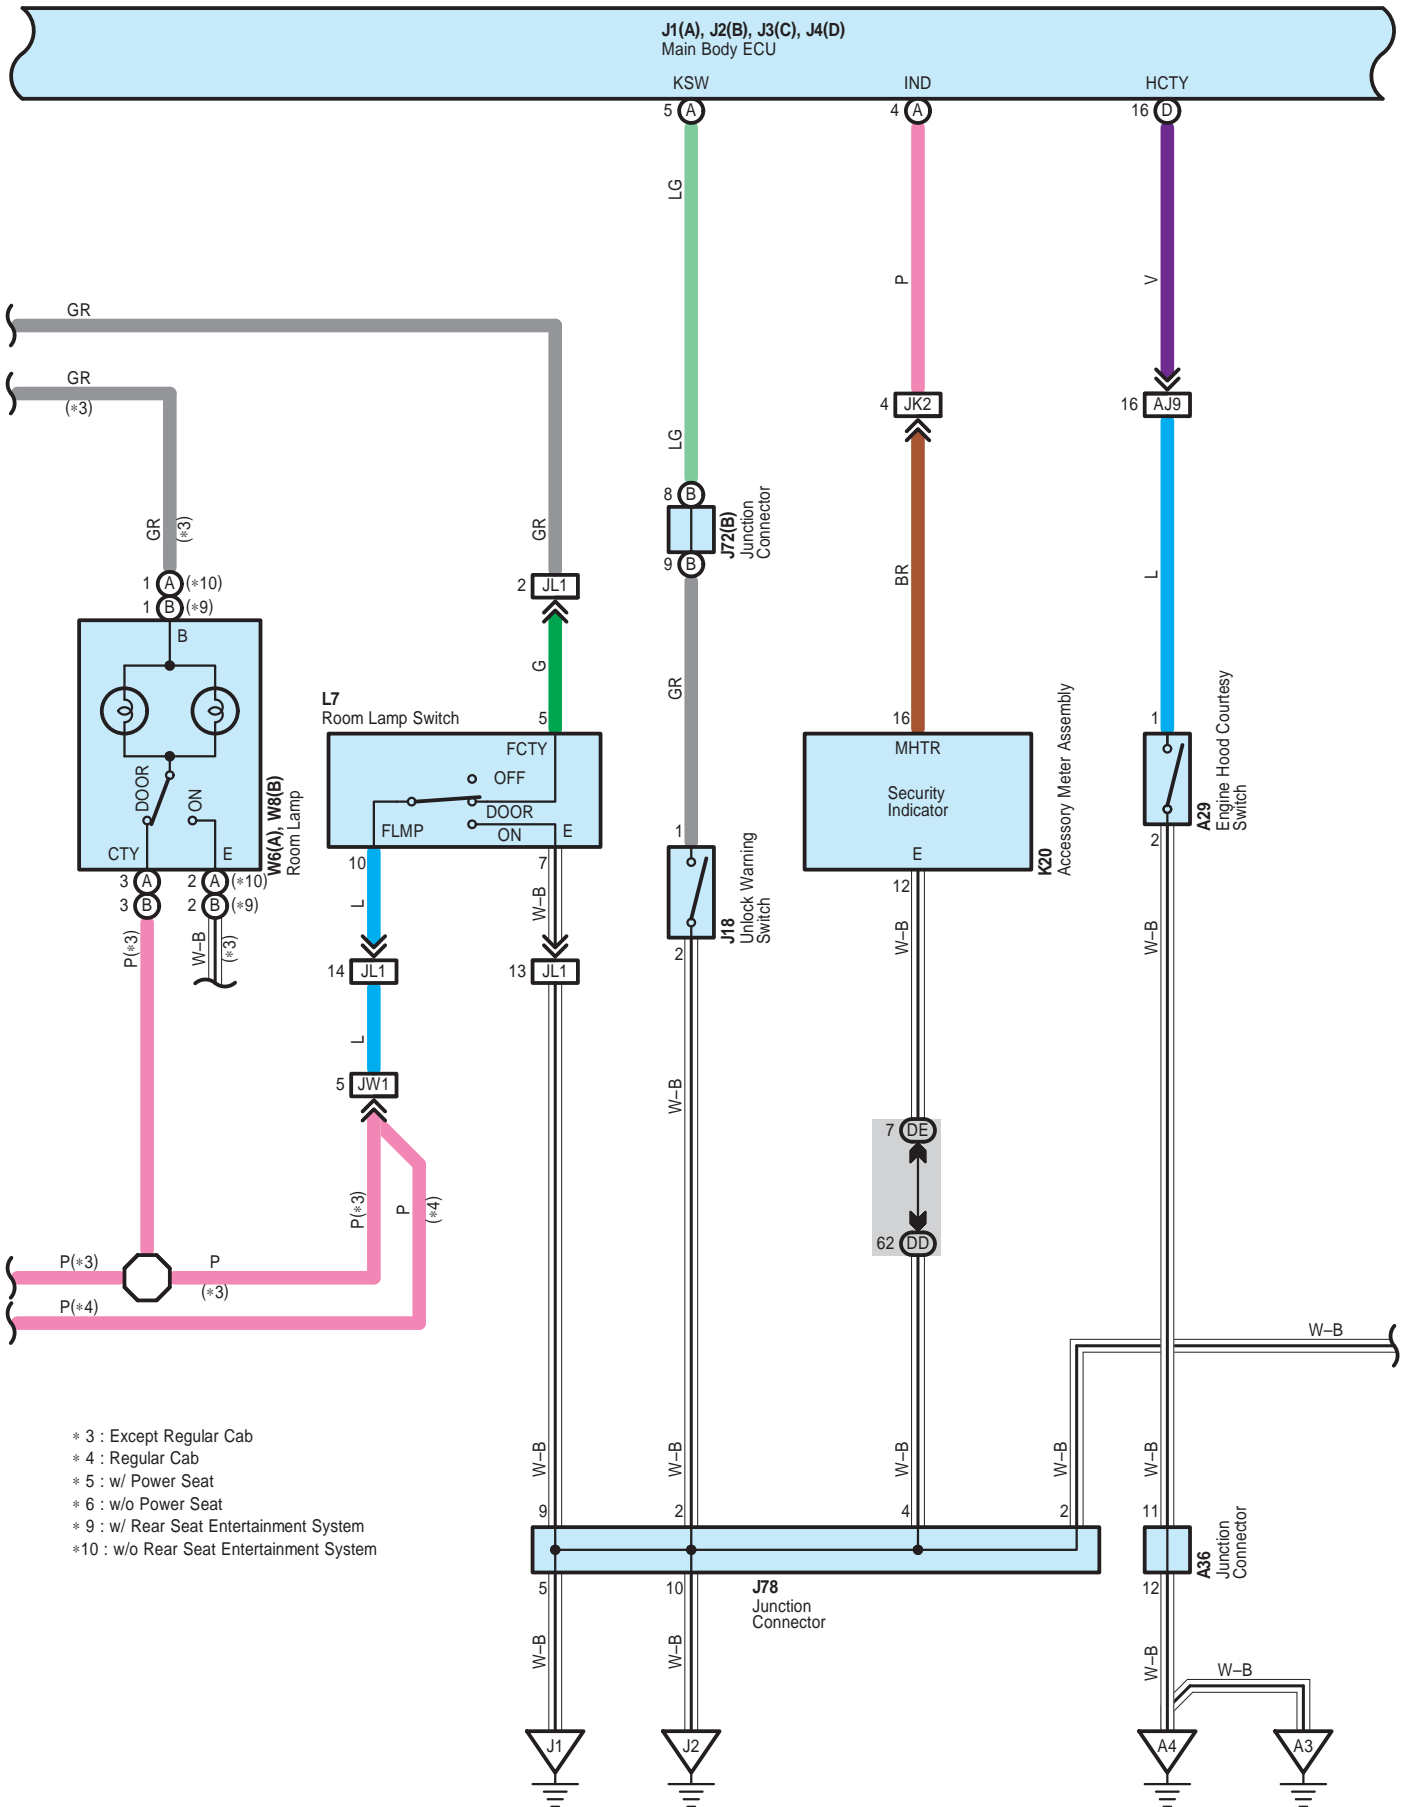 J1(A), J2(B), J3(C), J4(D)
Main Body ECU
KSW
IND
HCTY
5 A
4 A
16 D
LG
P
V
GR
GR
(*3)
4 JK2
16 AJ9
LG
8 B
J72(B)
Junction
Connector
9 B
GR
(*3)
GR
BR
L
1 A (*10)
1 B (*9)
2 JL1
B
G
GR
L7
Room Lamp Switch
5
16
1
FCTY
OFF
DOOR
ON
FLMP
E
DOOR
ON
CTY
E
W6(A), W8(B)
Room Lamp
MHTR
Security
Indicator
E
K20
Accessory Meter Assembly
A29
Engine Hood Courtesy
Switch
2
1
J18
Unlock Warning
Switch
2
3 A
2 A (*10)
3 B
2 B (*9)
10
7
12
L
W–B
W–B
W–B
P(*3)
W–B
(*3)
14 JL1
13 JL1
L
5 JW1
W–B
7 DE
62 DD
P(*3)
P
(*4)
P(*3)
P
(*3)
P(*4)
W–B
* 3 : Except Regular Cab
* 4 : Regular Cab
* 5 : w/ Power Seat
* 6 : w/o Power Seat
* 9 : w/ Rear Seat Entertainment System
*10 : w/o Rear Seat Entertainment System
W–B
W–B
W–B
W–B
W–B
9
2
4
2
11
A36
Junction
Connector
5
10
12
J78
Junction
Connector
W–B
W–B
W–B
W–B
J1
J2
A4
A3